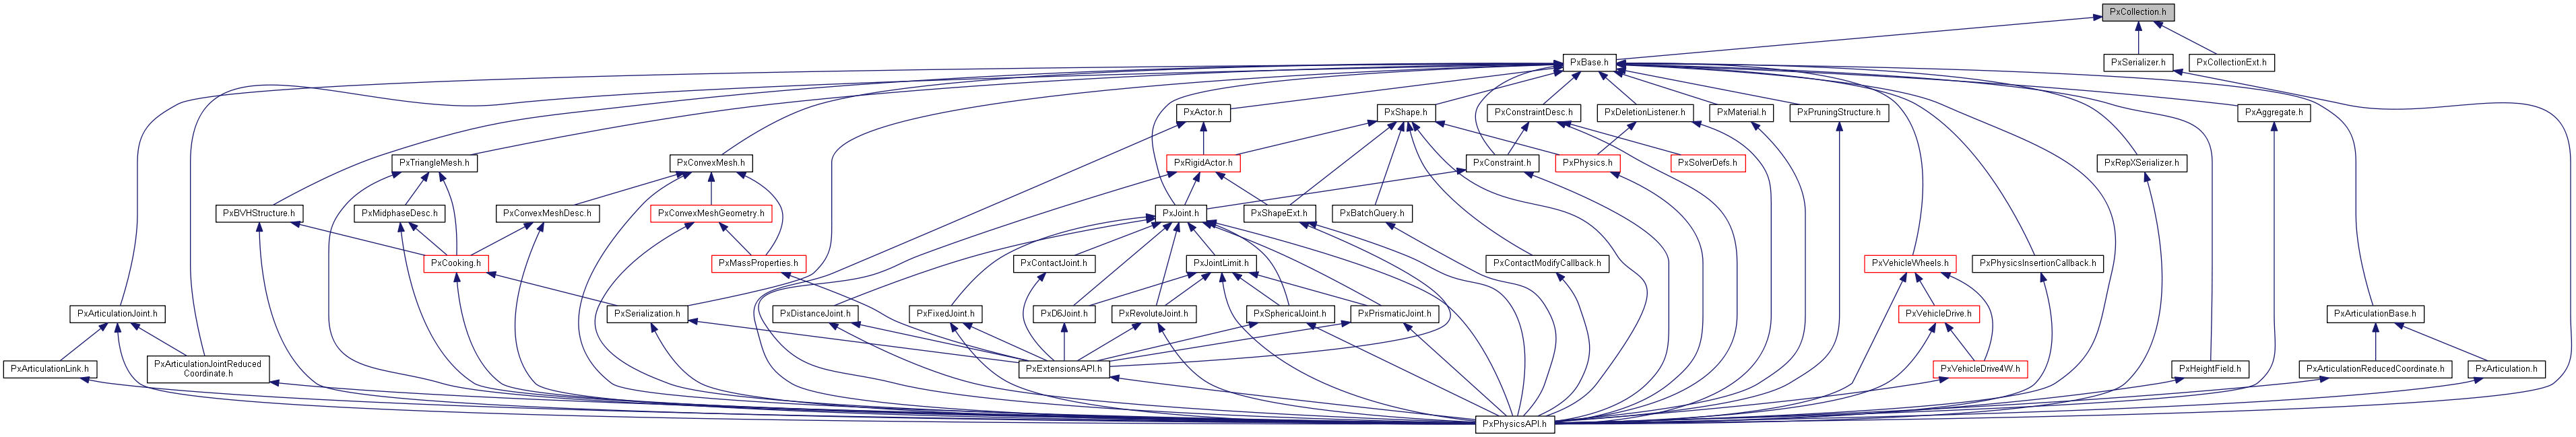 PxCollection.h
PxBase.h
PxSerializer.h
PxCollectionExt.h
PxActor.h
PxShape.h
PxConstraintDesc.h
PxDeletionListener.h
PxMaterial.h
PxPruningStructure.h
PxAggregate.h
PxTriangleMesh.h
PxConvexMesh.h
PxRigidActor.h
PxConstraint.h
PxPhysics.h
PxSolverDefs.h
PxRepXSerializer.h
PxBVHStructure.h
PxMidphaseDesc.h
PxConvexMeshDesc.h
PxConvexMeshGeometry.h
PxJoint.h
PxShapeExt.h
PxBatchQuery.h
PxCooking.h
PxMassProperties.h
PxContactJoint.h
PxJointLimit.h
PxContactModifyCallback.h
PxVehicleWheels.h
PxPhysicsInsertionCallback.h
PxArticulationJoint.h
PxSerialization.h
PxDistanceJoint.h
PxFixedJoint.h
PxD6Joint.h
PxRevoluteJoint.h
PxSphericalJoint.h
PxPrismaticJoint.h
PxVehicleDrive.h
PxArticulationBase.h
PxArticulationLink.h
PxArticulationJointReduced
Coordinate.h
PxExtensionsAPI.h
PxVehicleDrive4W.h
PxHeightField.h
PxArticulationReducedCoordinate.h
PxArticulation.h
PxPhysicsAPI.h